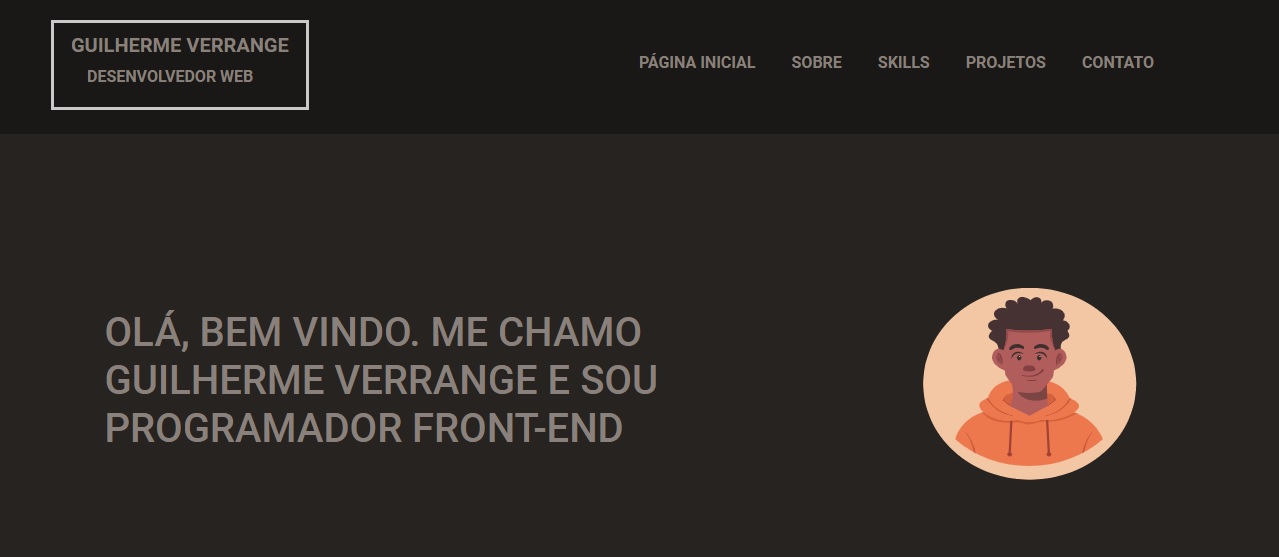 GUILHERME VERRANGE
DESENVOLVEDOR WEB
PÁGINA INICIAL SOBRE SKILLS PROJETOS CONTATO
OLÁ, BEM VINDO. ME CHAMO
GUILHERME VERRANGE E SOU
PROGRAMADOR FRONT-END